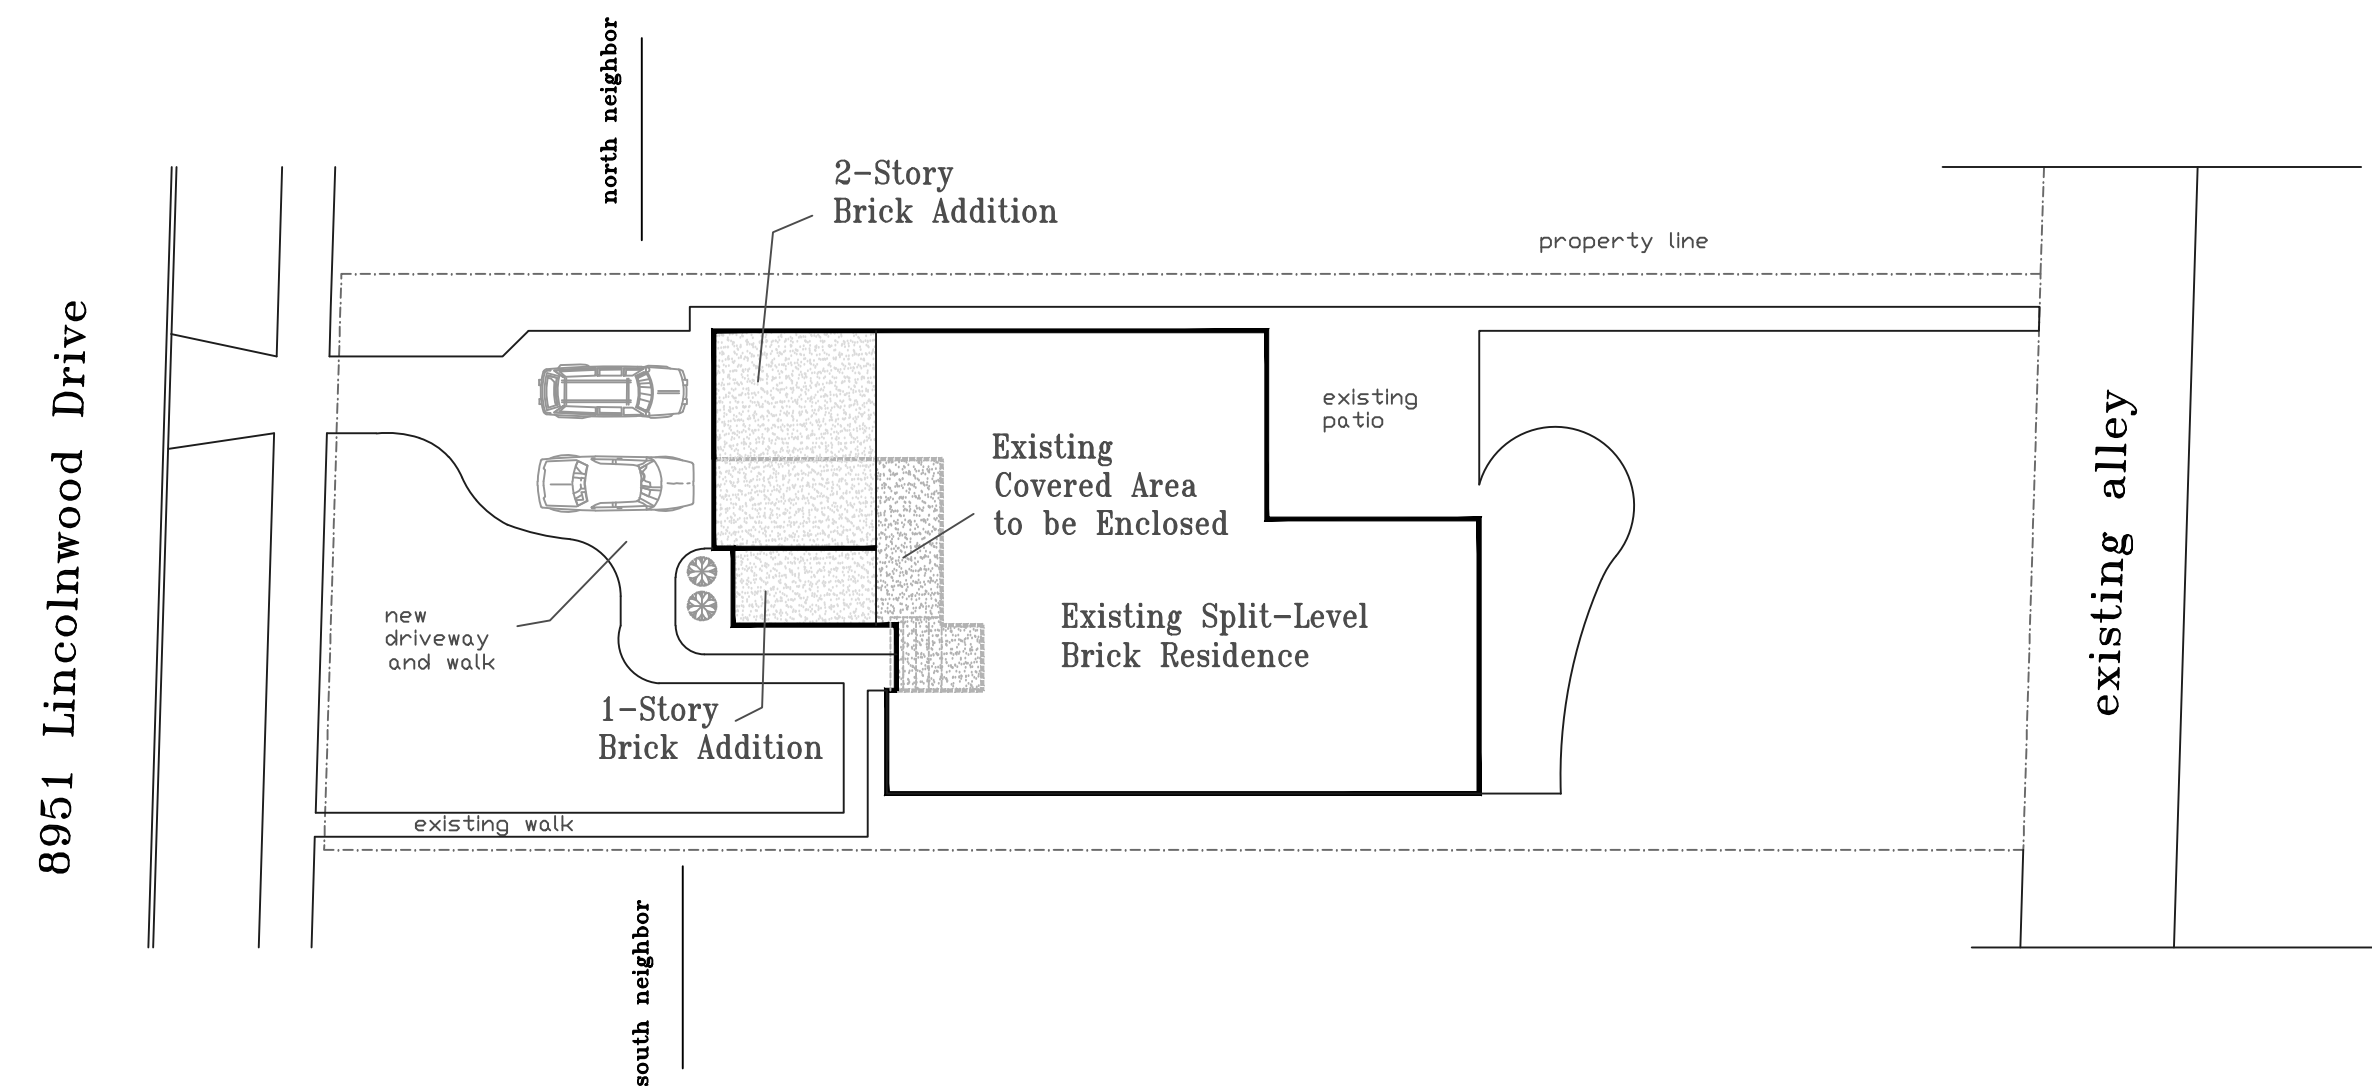 north neighbor
2-Story
Brick Addition
property line
8951 Lincolnwood Drive
existing
patio
existing alley
Existing
Covered Area
to be Enclosed
new
driveway
and walk
Existing Split-Level
Brick Residence
1-Story
Brick Addition
existing walk
south neighbor